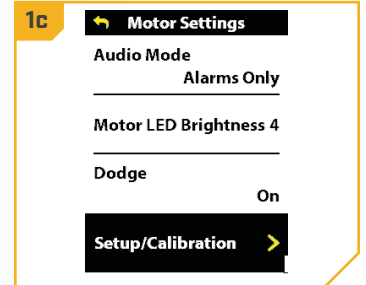 1c
Motor Settings
Audio Mode
Alarms Only
Motor LED Brightness 4
Dodge
On
Setup/Calibration